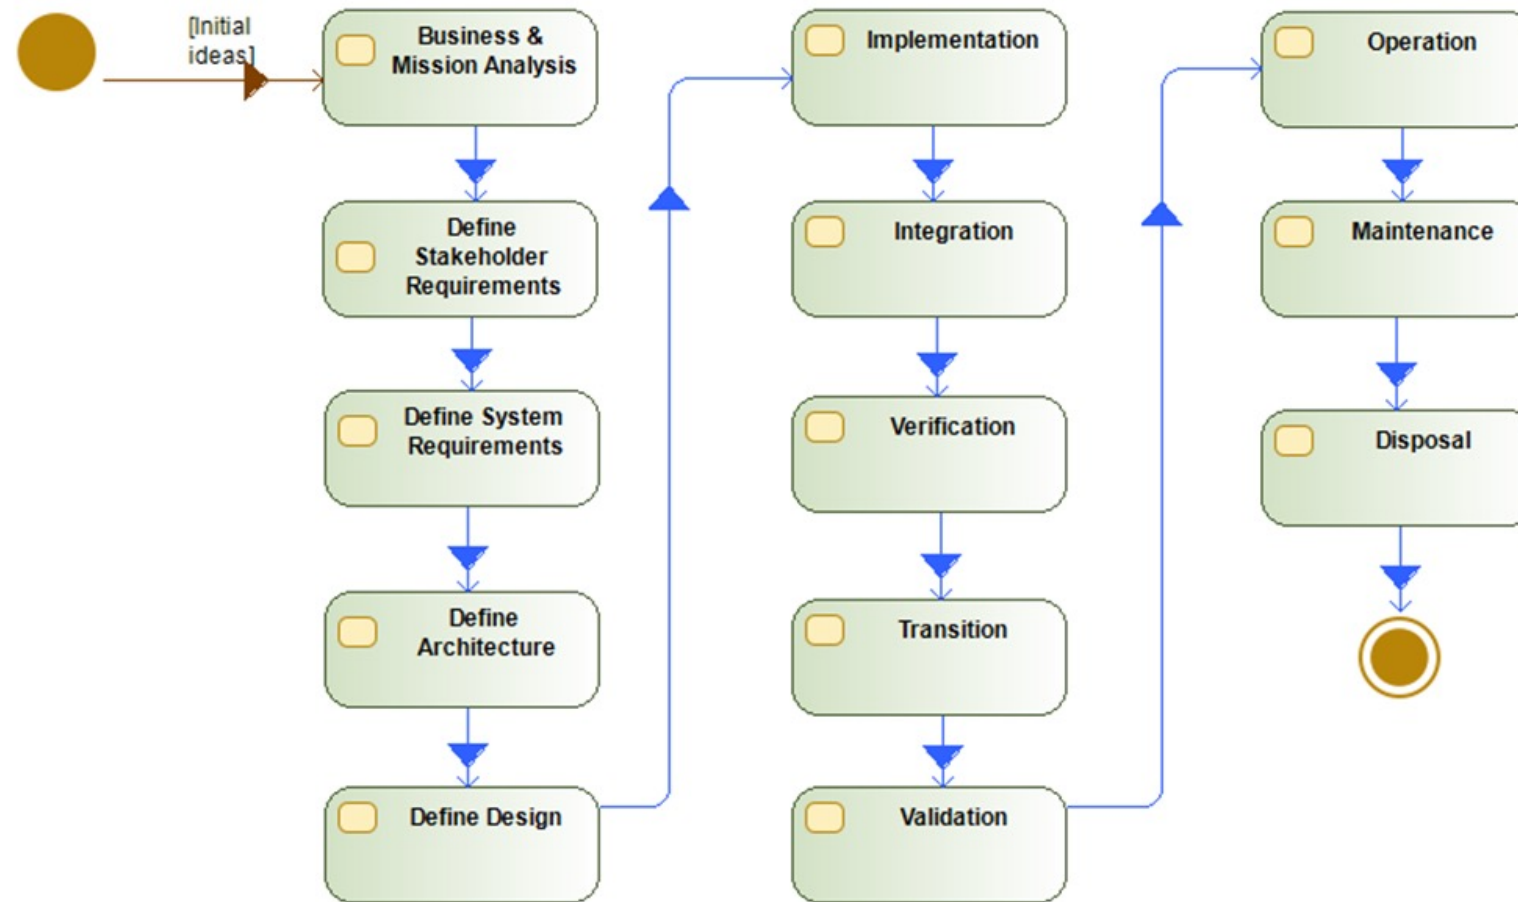 [Initial
ideas]
Business &
Mission Analysis
Define
Stakeholder
Requirements
Define System
Requirements
Define
Architecture
Define Design
Implementation
Integration
Verification
Transition
Validation
Operation
Maintenance
Disposal